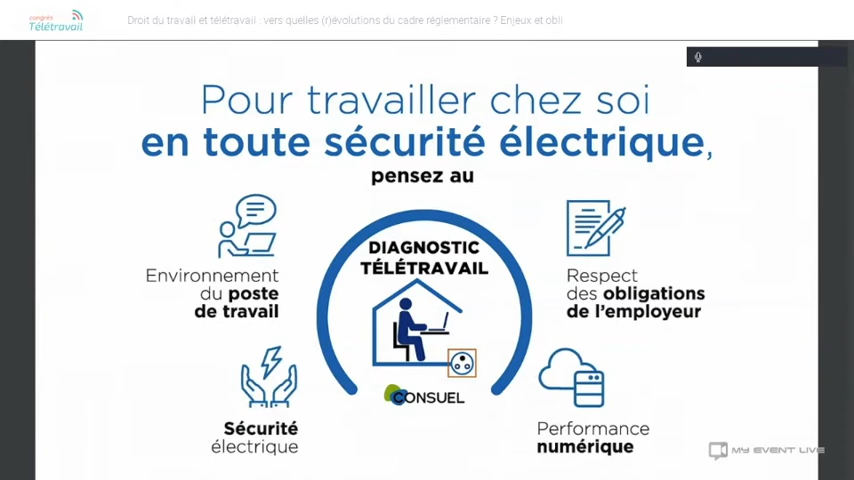 congrès
Télétravail
Droit du travail et télétravail : vers quelles (r)évolutions du cadre réglementaire ? Enjeux et obli
Pour travailler chez soi
en toute sécurité électrique,
pensez au
DIAGNOSTIC
TÉLÉTRAVAIL
Environnement
du poste
de travail
Respect
des obligations
de l'employeur
CONSUEL
Sécurité
électrique
Performance
numérique
MY EVENT LIVE